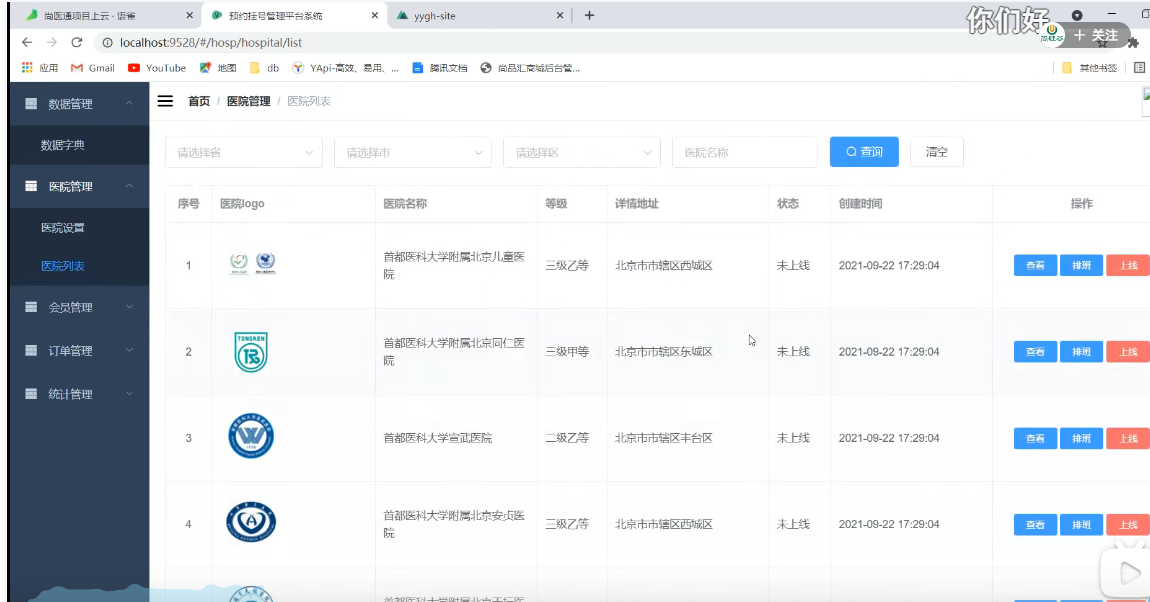 尚医通项目上云 · 语雀
预约挂号管理平台系统
yygh-site
你们好
localhost:9528/#/hosp/hospital/list
关注
应用 Gmail YouTube 地图 db YApi-高效、易用、... 腾讯文档 尚品汇商城后台管... 其他书签
数据管理
数据字典
医院管理
医院设置
医院列表
会员管理
订单管理
统计管理
首页 / 医院管理 / 医院列表
请选择省 请选择市 请选择区 医院名称 查询 清空
序号 医院logo 医院名称 等级 详情地址 状态 创建时间 操作
1 首都医科大学附属北京儿童医 三级乙等 北京市市辖区西城区 未上线 2021-09-22 17:29:04 查看 排班 上线
院
TONGREN
2 首都医科大学附属北京同仁医 三级甲等 北京市市辖区东城区 未上线 2021-09-22 17:29:04 查看 排班 上线
院
3 首都医科大学宣武医院 二级乙等 北京市市辖区丰台区 未上线 2021-09-22 17:29:04 查看 排班 上线
4 首都医科大学附属北京安贞医 三级乙等 北京市市辖区西城区 未上线 2021-09-22 17:29:04 查看 排班 上线
院
首都医科大学附属北京天坛医